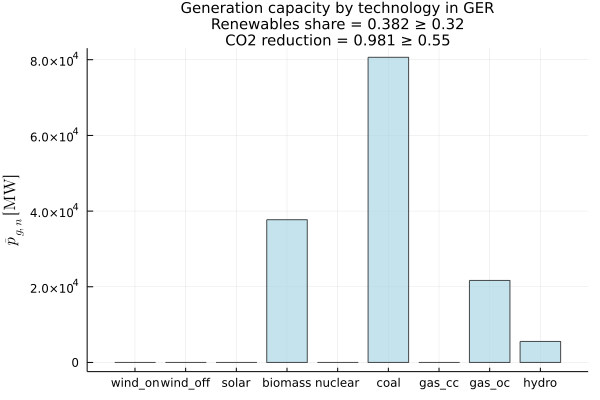 Generation capacity by technology in GER
Renewables share = 0.382 ≥ 0.32
CO2 reduction = 0.981 ≥ 0.55
8.0×10⁴
6.0×10⁴
4.0×10⁴
2.0×10⁴
0
p̄_{g,n} [MW]
wind_on wind_off solar biomass nuclear coal gas_cc gas_oc hydro